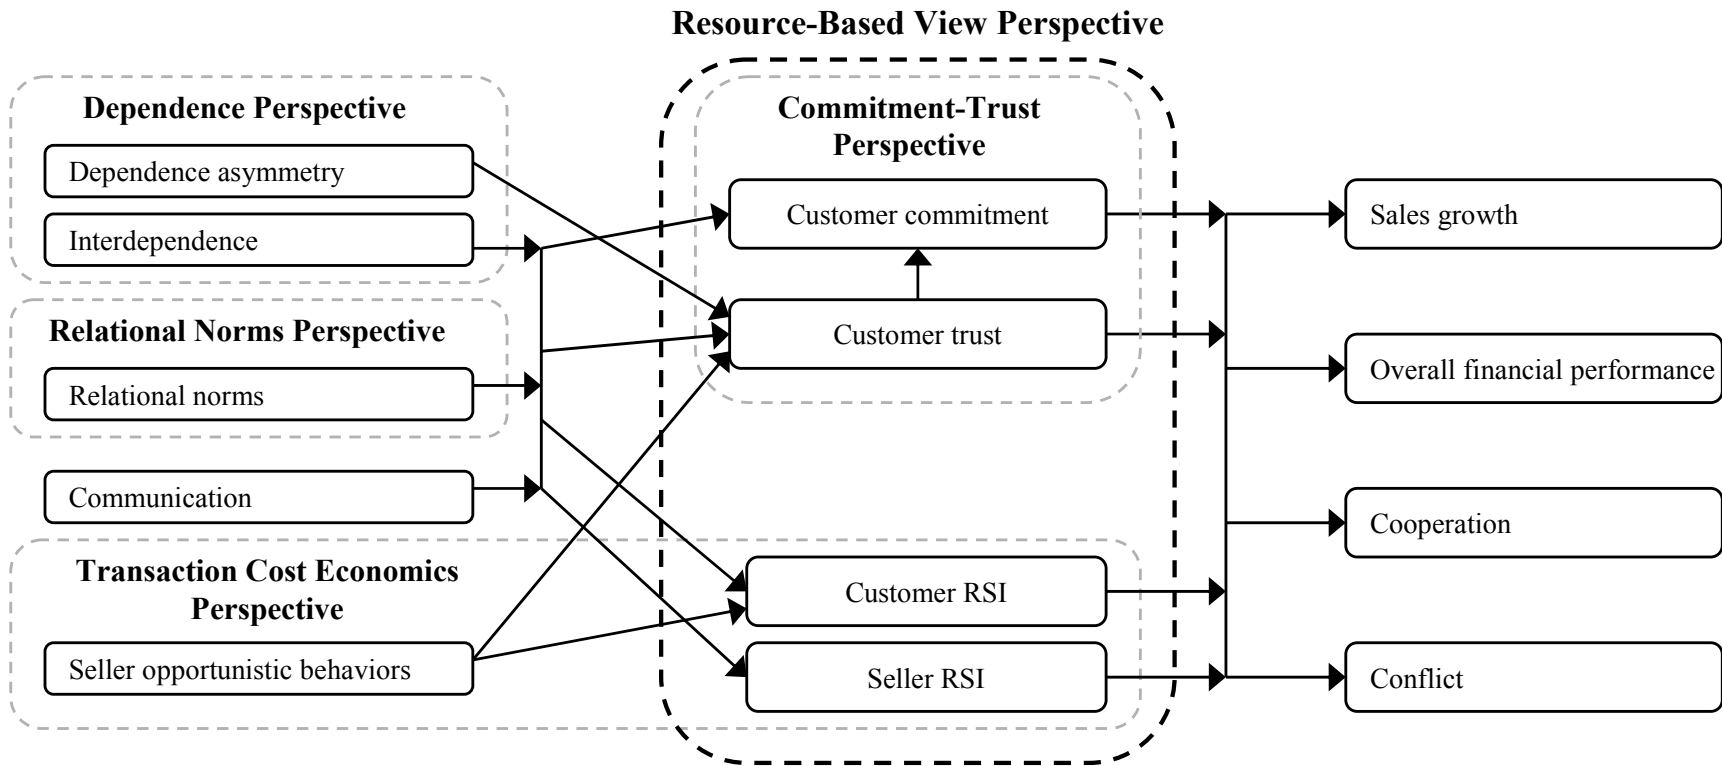 Resource-Based View Perspective
Dependence Perspective
Dependence asymmetry
Interdependence
Relational Norms Perspective
Relational norms
Communication
Transaction Cost Economics
Perspective
Seller opportunistic behaviors
Commitment-Trust
Perspective
Customer commitment
Customer trust
Customer RSI
Seller RSI
Sales growth
Overall financial performance
Cooperation
Conflict